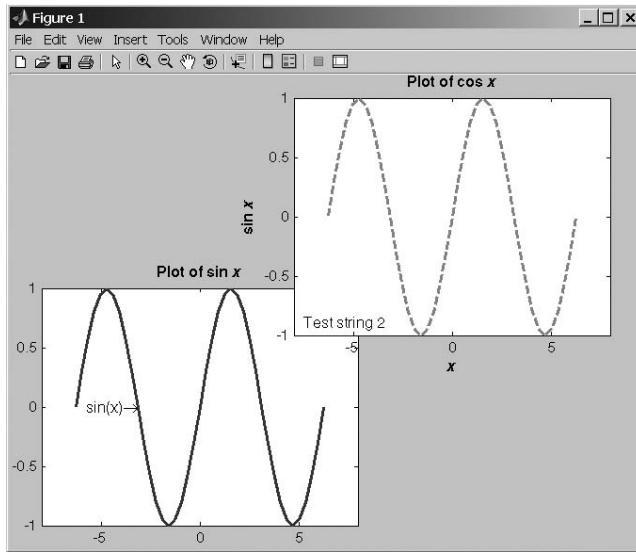 Figure 1
File Edit View Insert Tools Window Help
Plot of cos x
1
0.5
0
-0.5
-1
sin x
Test string 2
-5 0 5
x
Plot of sin x
1
0.5
0
-0.5
-1
sin(x)→
-5 0 5